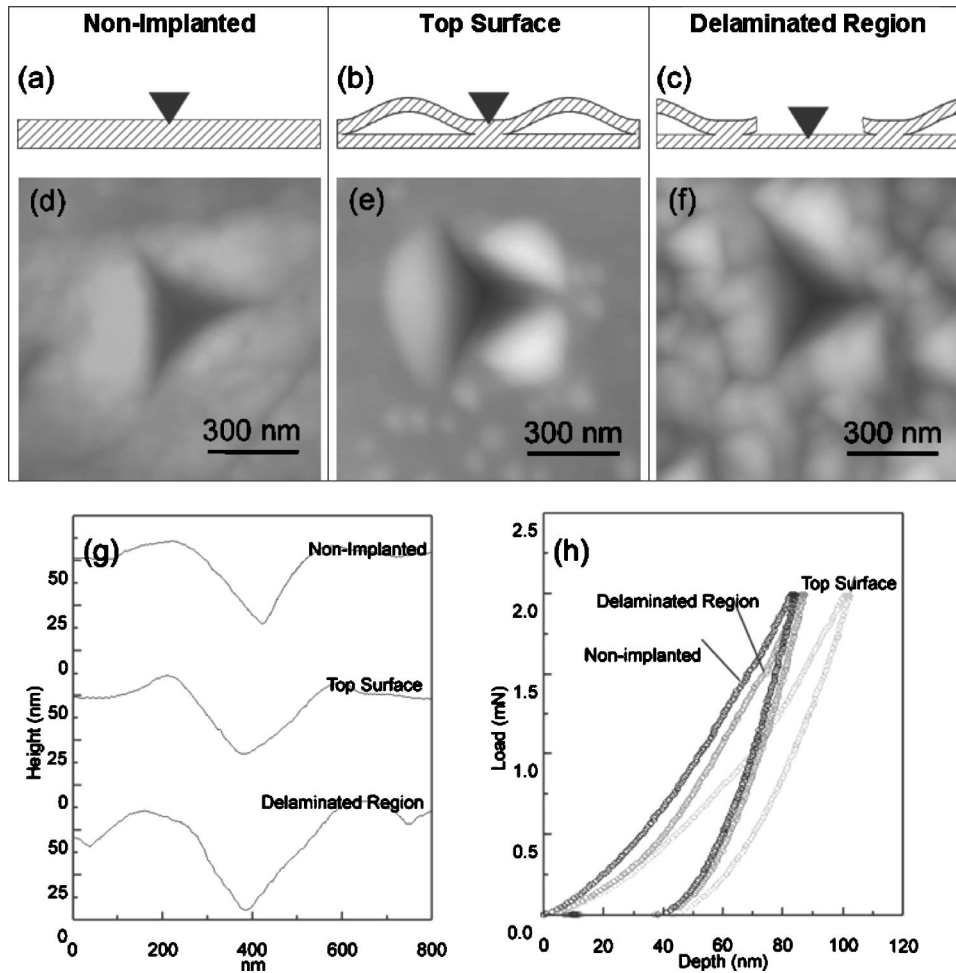 Non-Implanted Top Surface Delaminated Region
(a) (b) (c)
(d) (e) (f)
300 nm 300 nm 300 nm
(g)
Non-Implanted
50
25
0
Top Surface
50
25
0
Delaminated Region
50
25
0
Height (nm)
0 200 400 600 800
nm
(h)
2.5
2.0
1.5
1.0
0.5
0.0
Load (mN)
Top Surface
Delaminated Region
Non-implanted
0 20 40 60 80 100 120
Depth (nm)